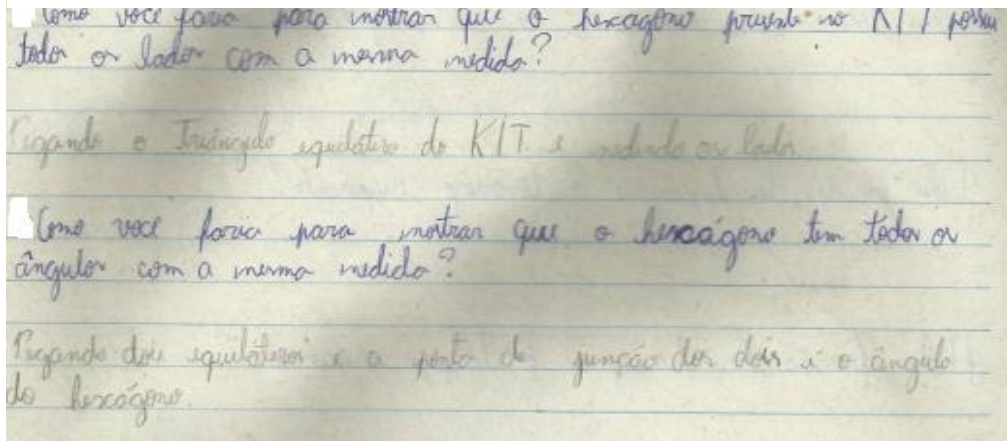 Como você faria para mostrar que o hexagono presente no KIT possui
todos os lados com a mesma medida?
Pegando o Triângulo equilátero do KIT e medindo os lados
Como você faria para mostrar que o hexágono tem todos os
ângulos com a mesma medida?
Pegando dois equiláteros e a ponta de junção dos dois é o ângulo
do hexágono.